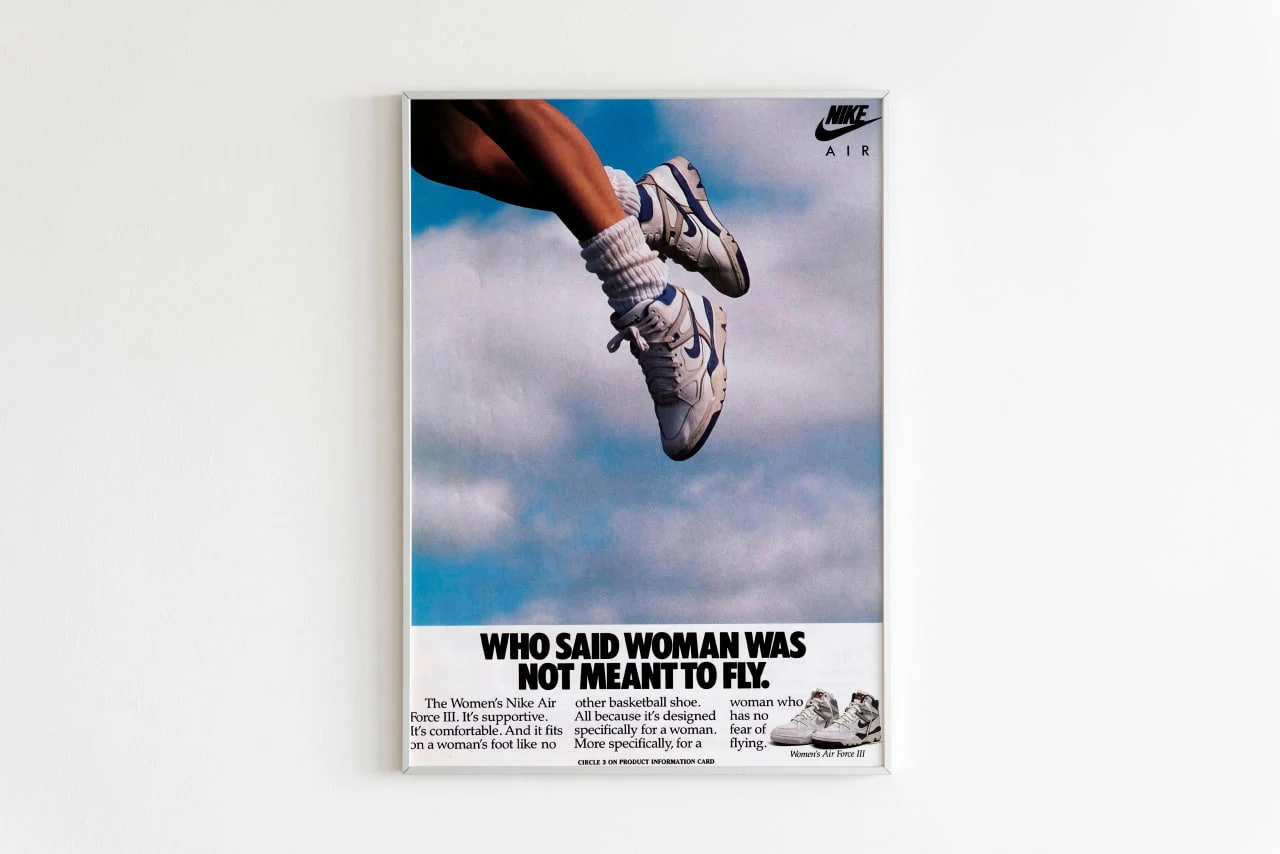 NIKE
AIR
WHO SAID WOMAN WAS
NOT MEANT TO FLY.
The Women's Nike Air
Force III. It's supportive.
It's comfortable. And it fits
on a woman's foot like no
other basketball shoe.
All because it's designed
specifically for a woman.
More specifically, for a
woman who
has no
fear of
flying.
Women's Air Force III
CIRCLE 3 ON PRODUCT INFORMATION CARD